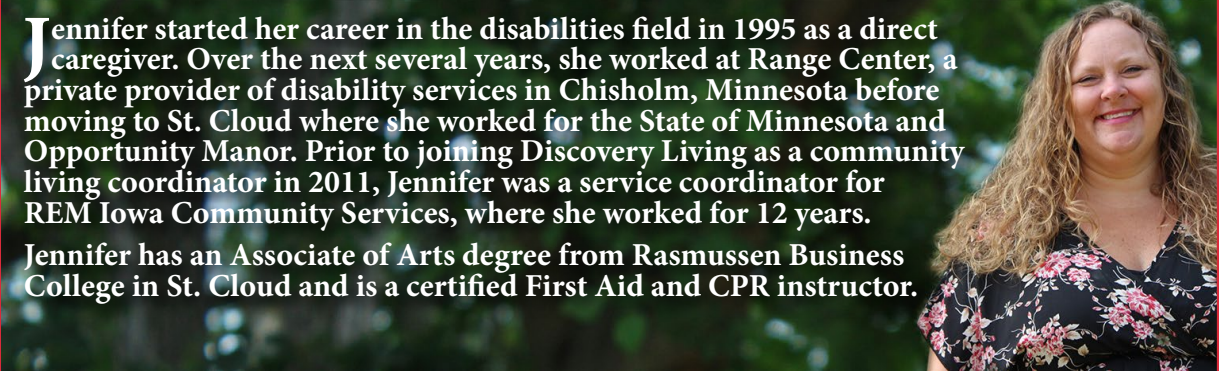 Jennifer started her career in the disabilities field in 1995 as a direct
caregiver. Over the next several years, she worked at Range Center, a
private provider of disability services in Chisholm, Minnesota before
moving to St. Cloud where she worked for the State of Minnesota and
Opportunity Manor. Prior to joining Discovery Living as a community
living coordinator in 2011, Jennifer was a service coordinator for
REM Iowa Community Services, where she worked for 12 years.
Jennifer has an Associate of Arts degree from Rasmussen Business
College in St. Cloud and is a certified First Aid and CPR instructor.